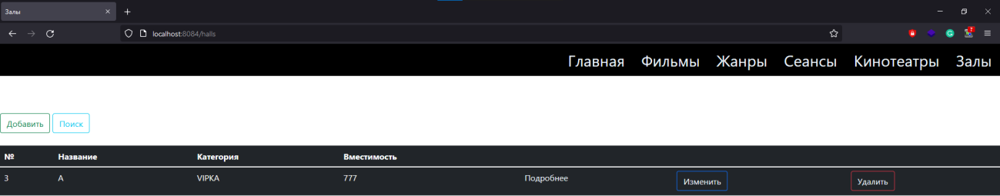 Залы
localhost:8084/halls
Главная Фильмы Жанры Сеансы Кинотеатры Залы
Добавить Поиск
№ Название Категория Вместимость
3 A VIPKA 777 Подробнее Изменить Удалить